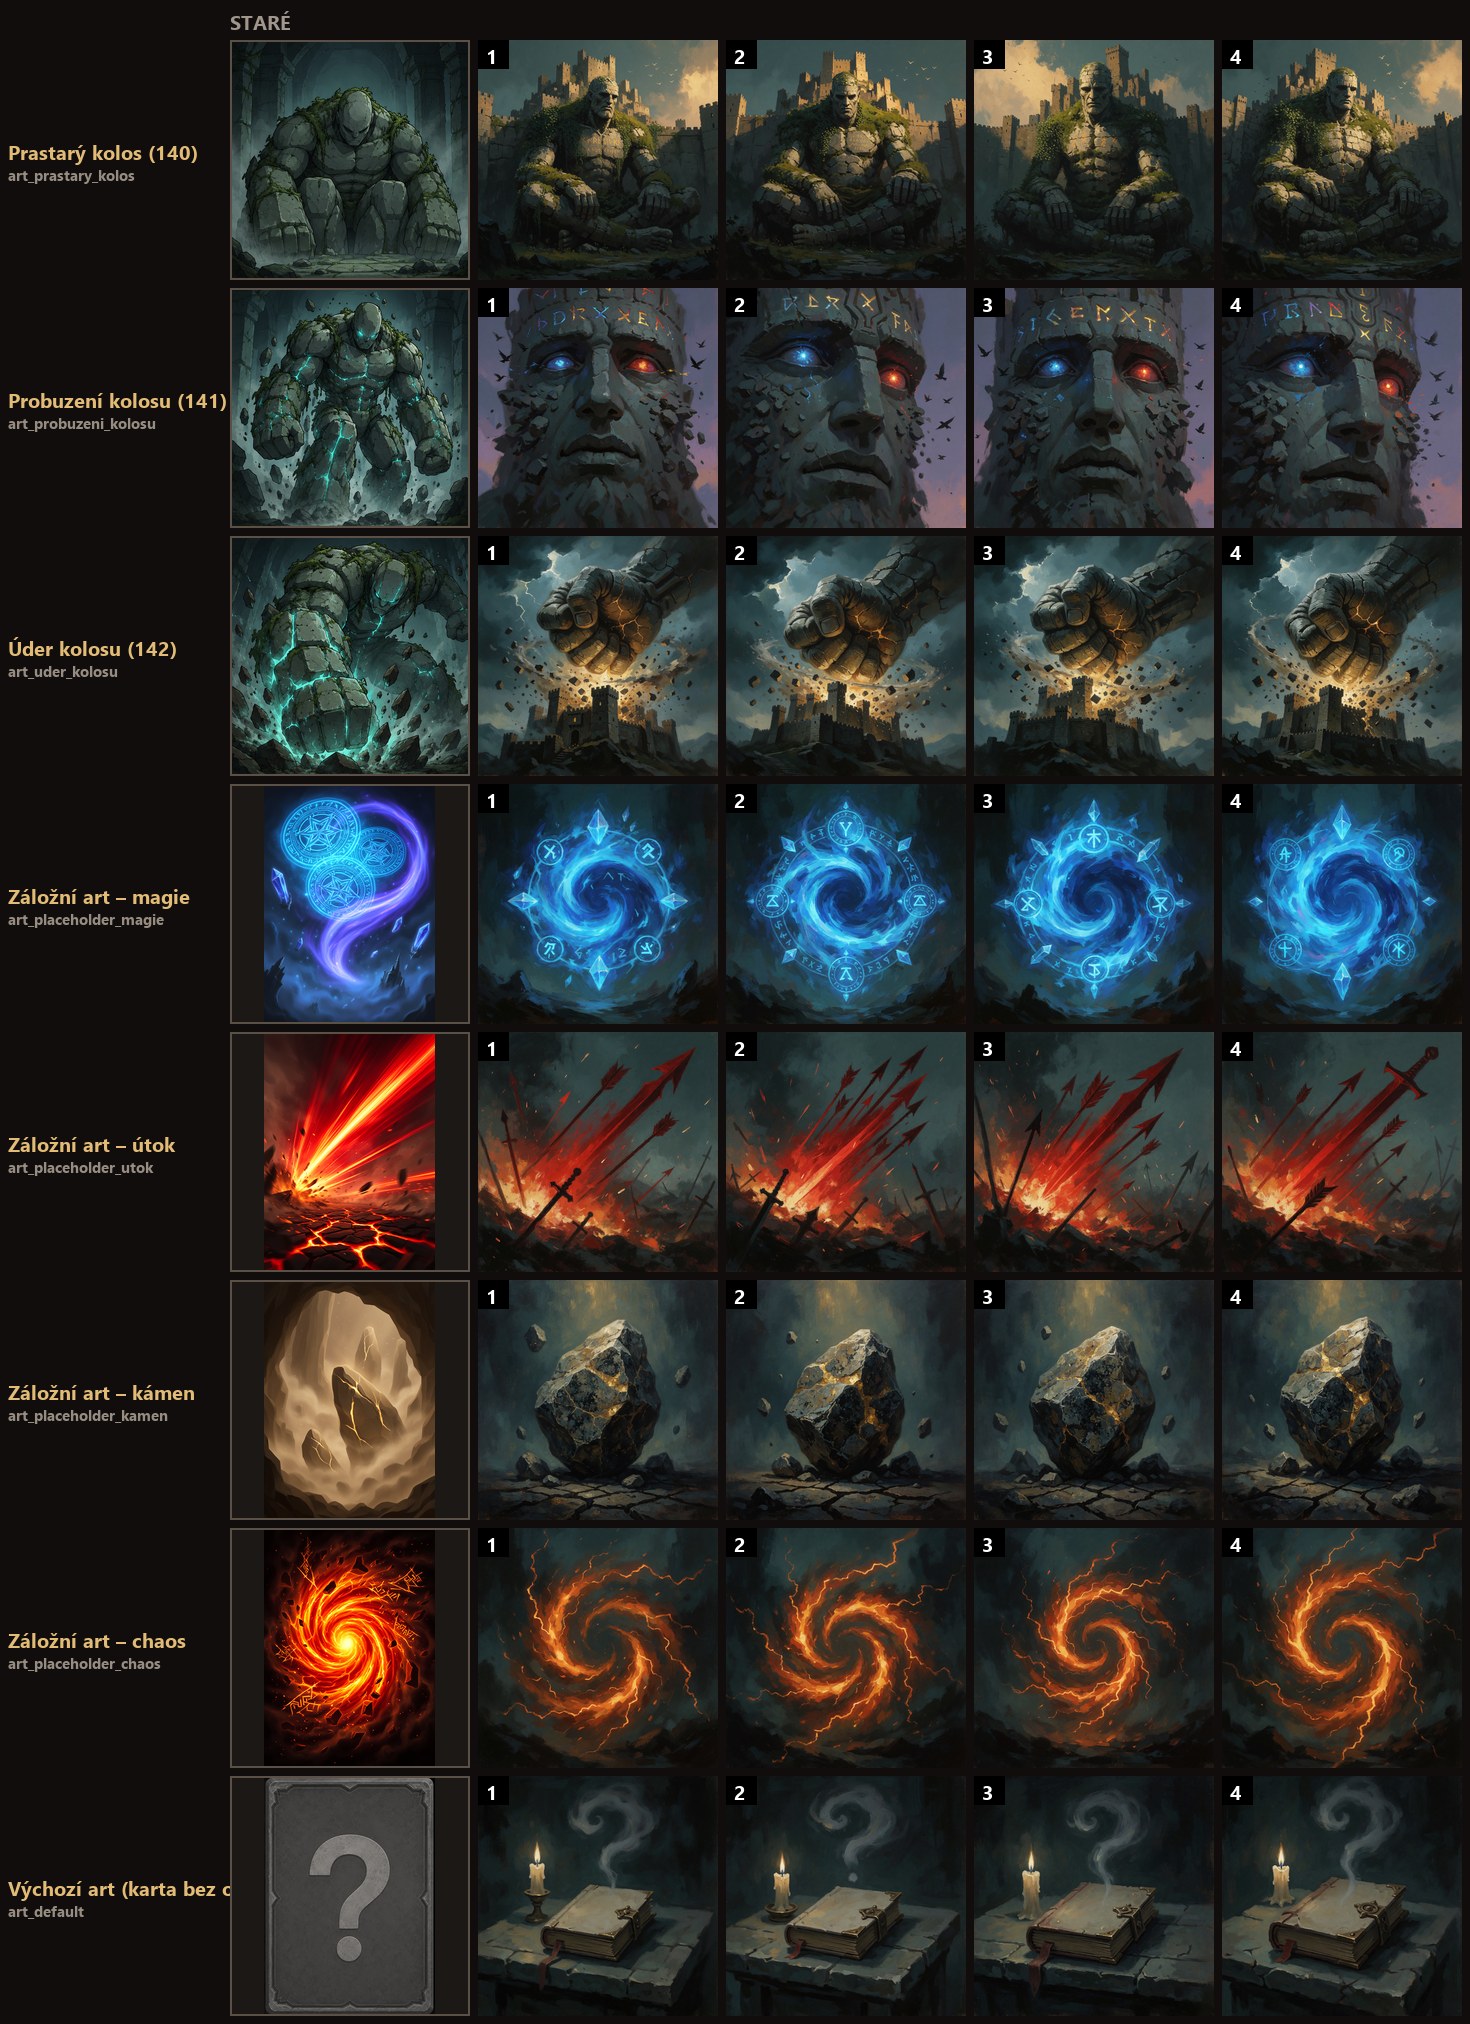 STARÉ
Prastarý kolos (140)
art_prastary_kolos
1
2
3
4
Probuzení kolosu (141)
art_probuzeni_kolosu
1
2
3
4
Úder kolosu (142)
art_uder_kolosu
1
2
3
4
Záložní art – magie
art_placeholder_magie
1
2
3
4
Záložní art – útok
art_placeholder_utok
1
2
3
4
Záložní art – kámen
art_placeholder_kamen
1
2
3
4
Záložní art – chaos
art_placeholder_chaos
1
2
3
4
Výchozí art (karta bez
art_default
?
1
2
3
4